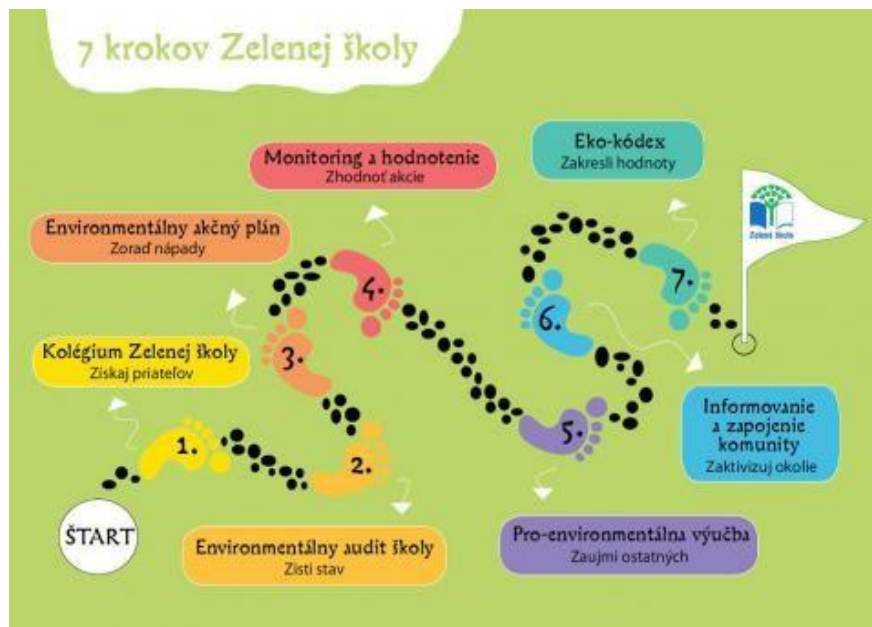 7 krokov Zelenej školy
Eko-kódex
Zakresli hodnoty
Monitoring a hodnotenie
Zhodnoť akcie
Environmentálny akčný plán
Zoraď nápady
Zelená škola
7.
4.
6.
3.
Kolégium Zelenej školy
Získaj priateľov
Informovanie
a zapojenie
komunity
Zaktivizuj okolie
5.
1.
2.
ŠTART
Pro-environmentálna výučba
Zaujmi ostatných
Environmentálny audit školy
Zisti stav